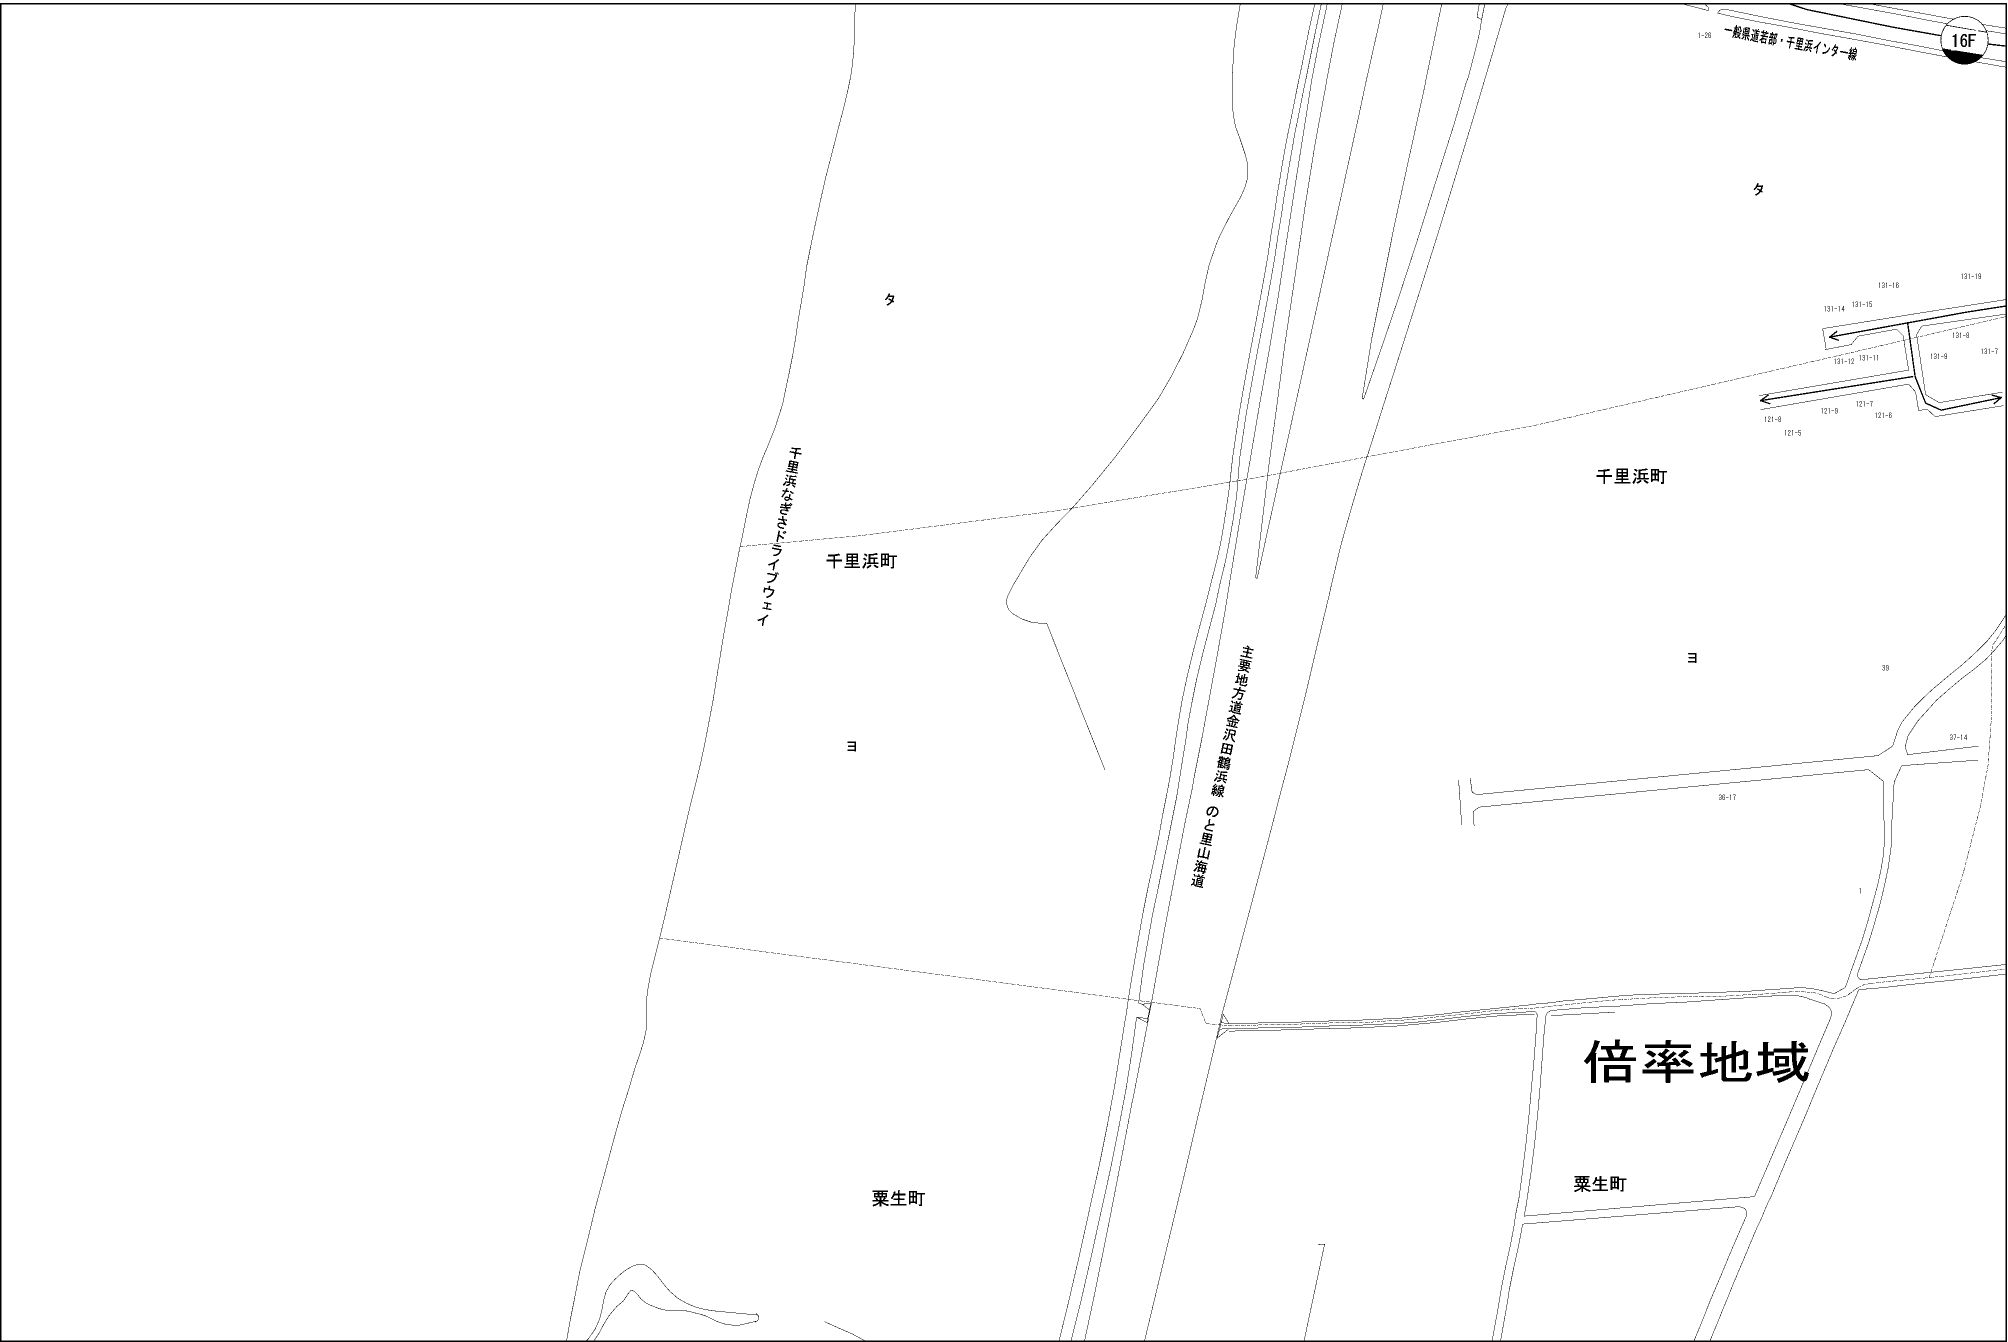 1-26
一般県道若部・千里浜インター線
16F
タ
タ
131-19
131-16
131-15
131-14
131-8
131-7
131-9
131-11
131-12
121-7
121-9
121-6
121-8
121-5
千里浜なぎさドライブウェイ
千里浜町
千里浜町
主要地方道金沢田鶴浜線 のと里山海道
ヨ
39
37-14
ヨ
36-17
1
倍率地域
粟生町
粟生町